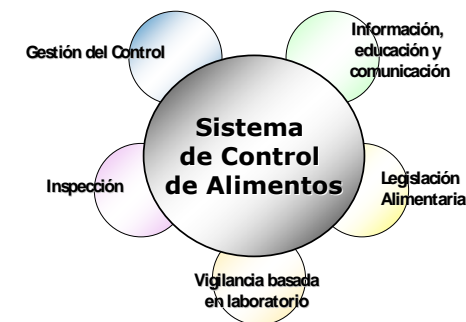 Gestión del Control
Información,
educación y
comunicación
Sistema
de Control
de Alimentos
Inspección
Legislación
Alimentaria
Vigilancia basada
en laboratorio